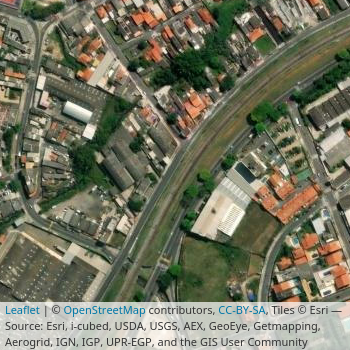 Leaflet | © OpenStreetMap contributors, CC-BY-SA, Tiles © Esri —
Source: Esri, i-cubed, USDA, USGS, AEX, GeoEye, Getmapping,
Aerogrid, IGN, IGP, UPR-EGP, and the GIS User Community